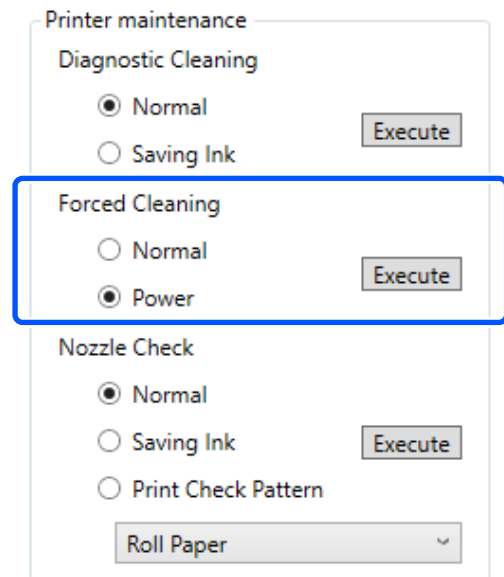 Printer maintenance
Diagnostic Cleaning
Normal
Execute
Saving Ink
Forced Cleaning
Normal
Execute
Power
Nozzle Check
Normal
Saving Ink
Execute
Print Check Pattern
Roll Paper